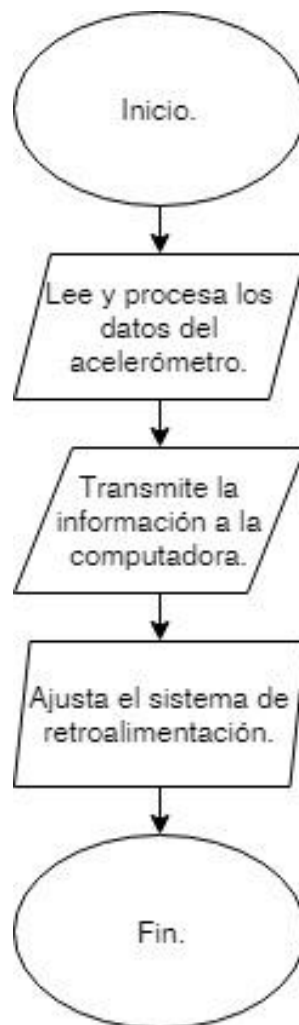 Inicio.
Lee y procesa los
datos del
acelerómetro.
Transmite la
información a la
computadora.
Ajusta el sistema de
retroalimentación.
Fin.